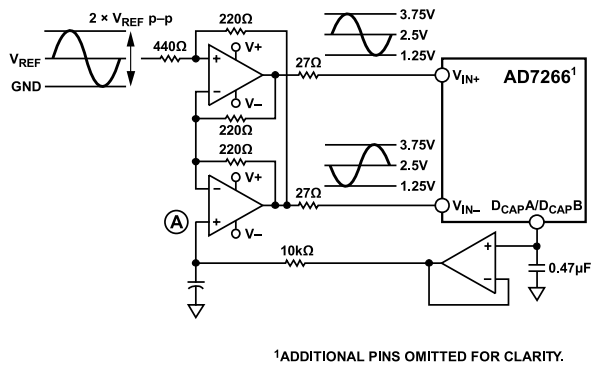 2 × VREF p–p
VREF
GND
440Ω
220Ω
+
–
V+
V–
220Ω
220Ω
–
+
V+
V–
A
27Ω
27Ω
3.75V
2.5V
1.25V
3.75V
2.5V
1.25V
VIN+
AD7266¹
VIN–
DCAPA/DCAPB
10kΩ
+
–
0.47µF
¹ADDITIONAL PINS OMITTED FOR CLARITY.